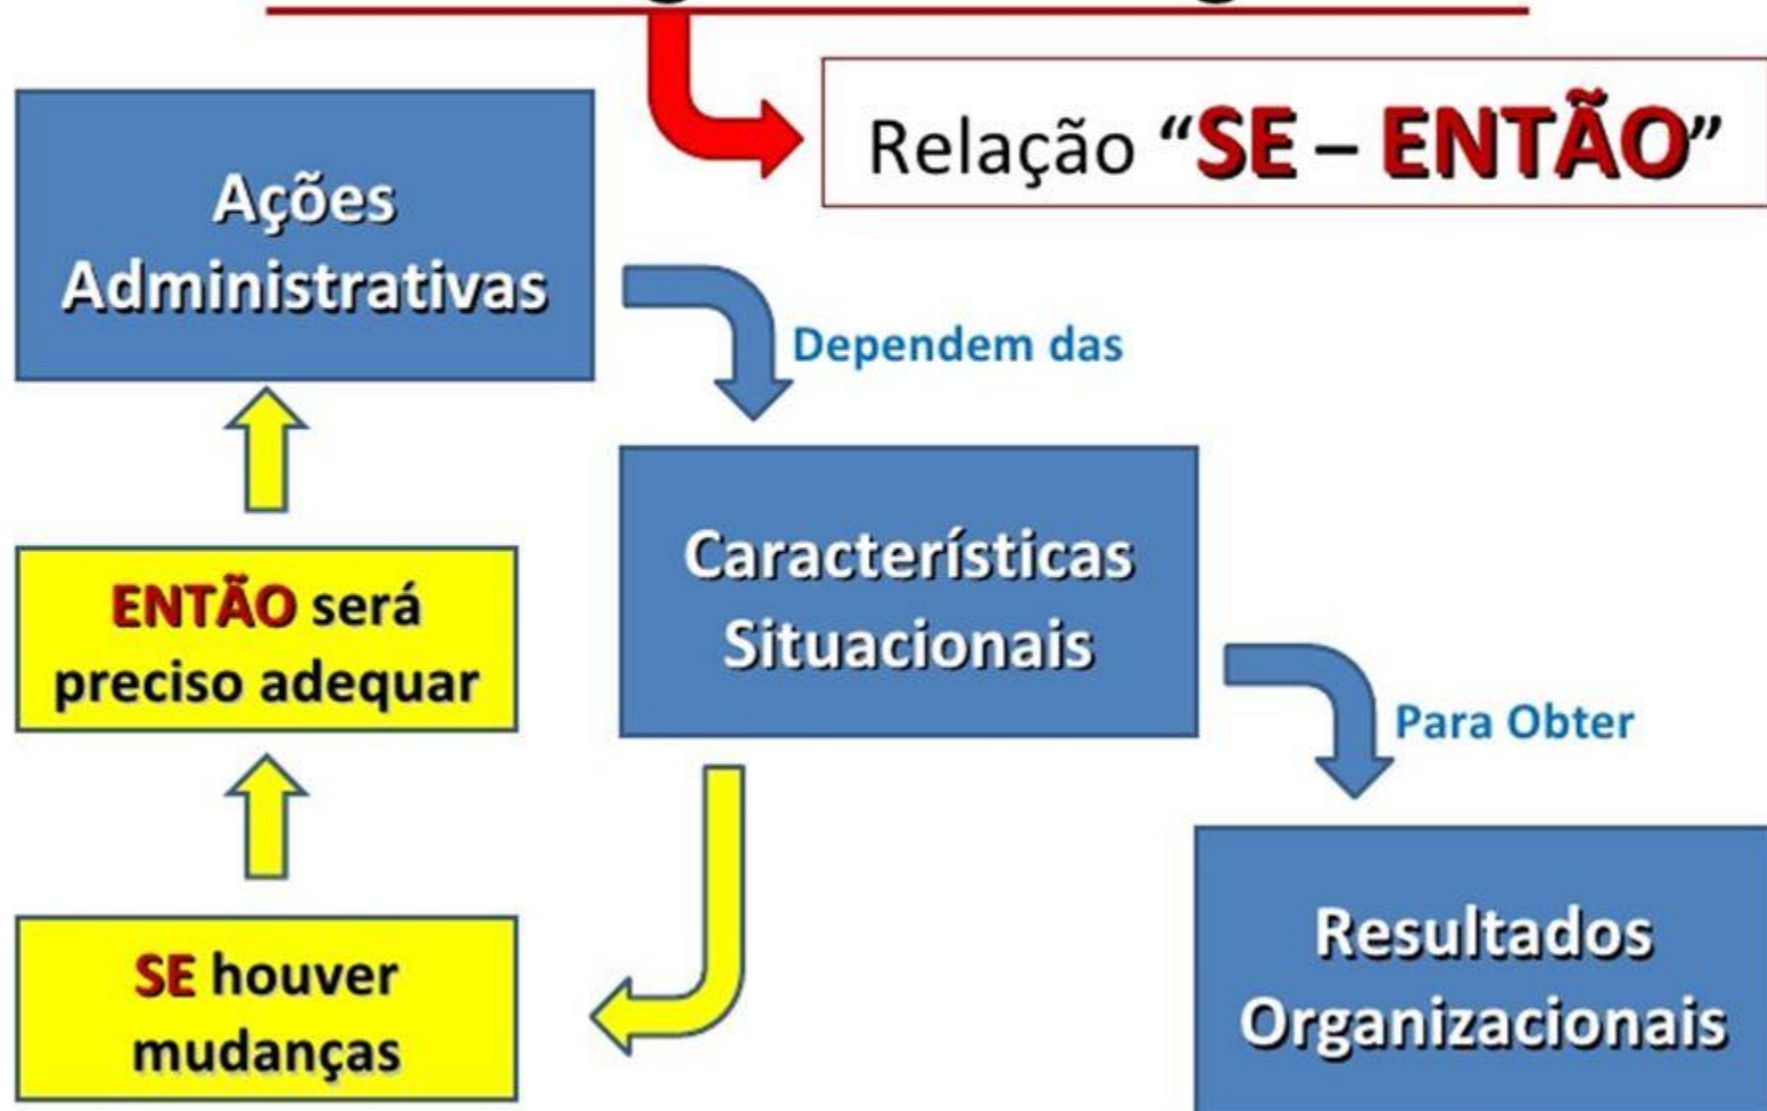 Relação “SE – ENTÃO”
Ações
Administrativas
Dependem das
Características
Situacionais
Para Obter
Resultados
Organizacionais
SE houver
mudanças
ENTÃO será
preciso adequar